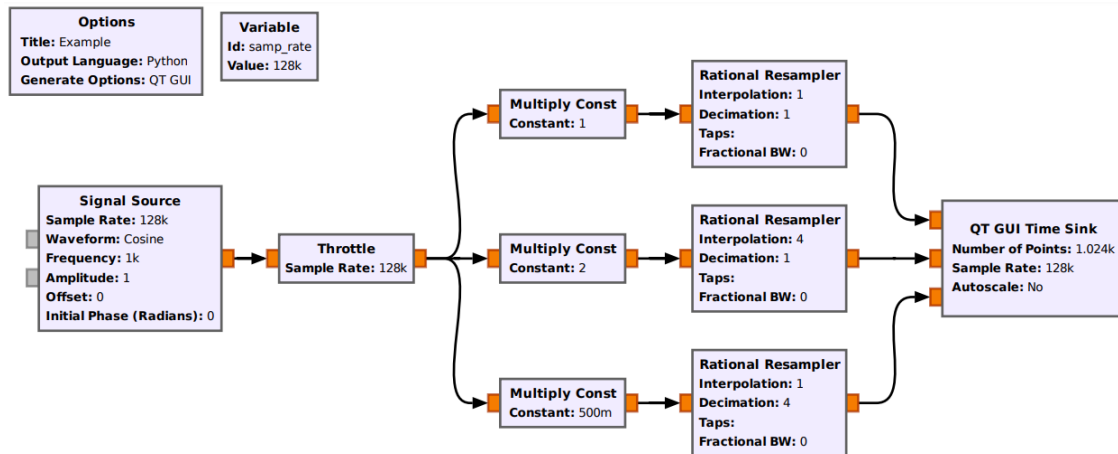 Options
Title: Example
Output Language: Python
Generate Options: QT GUI
Variable
Id: samp_rate
Value: 128k
Signal Source
Sample Rate: 128k
Waveform: Cosine
Frequency: 1k
Amplitude: 1
Offset: 0
Initial Phase (Radians): 0
Throttle
Sample Rate: 128k
Multiply Const
Constant: 1
Rational Resampler
Interpolation: 1
Decimation: 1
Taps:
Fractional BW: 0
Multiply Const
Constant: 2
Rational Resampler
Interpolation: 4
Decimation: 1
Taps:
Fractional BW: 0
Multiply Const
Constant: 500m
Rational Resampler
Interpolation: 1
Decimation: 4
Taps:
Fractional BW: 0
QT GUI Time Sink
Number of Points: 1.024k
Sample Rate: 128k
Autoscale: No